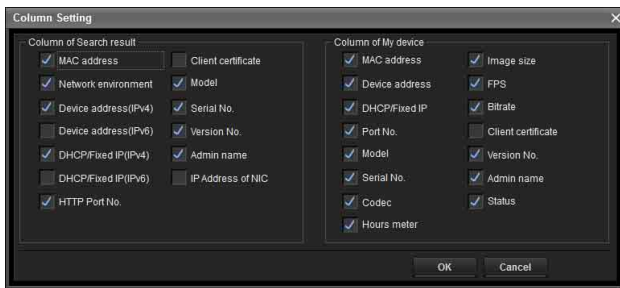 Column Setting
Column of Search result
MAC address
Network environment
Device address(IPv4)
Device address(IPv6)
DHCP/Fixed IP(IPv4)
DHCP/Fixed IP(IPv6)
HTTP Port No.
Client certificate
Model
Serial No.
Version No.
Admin name
IP Address of NIC
Column of My device
MAC address
Device address
DHCP/Fixed IP
Port No.
Model
Serial No.
Codec
Hours meter
Image size
FPS
Bitrate
Client certificate
Version No.
Admin name
Status
OK
Cancel